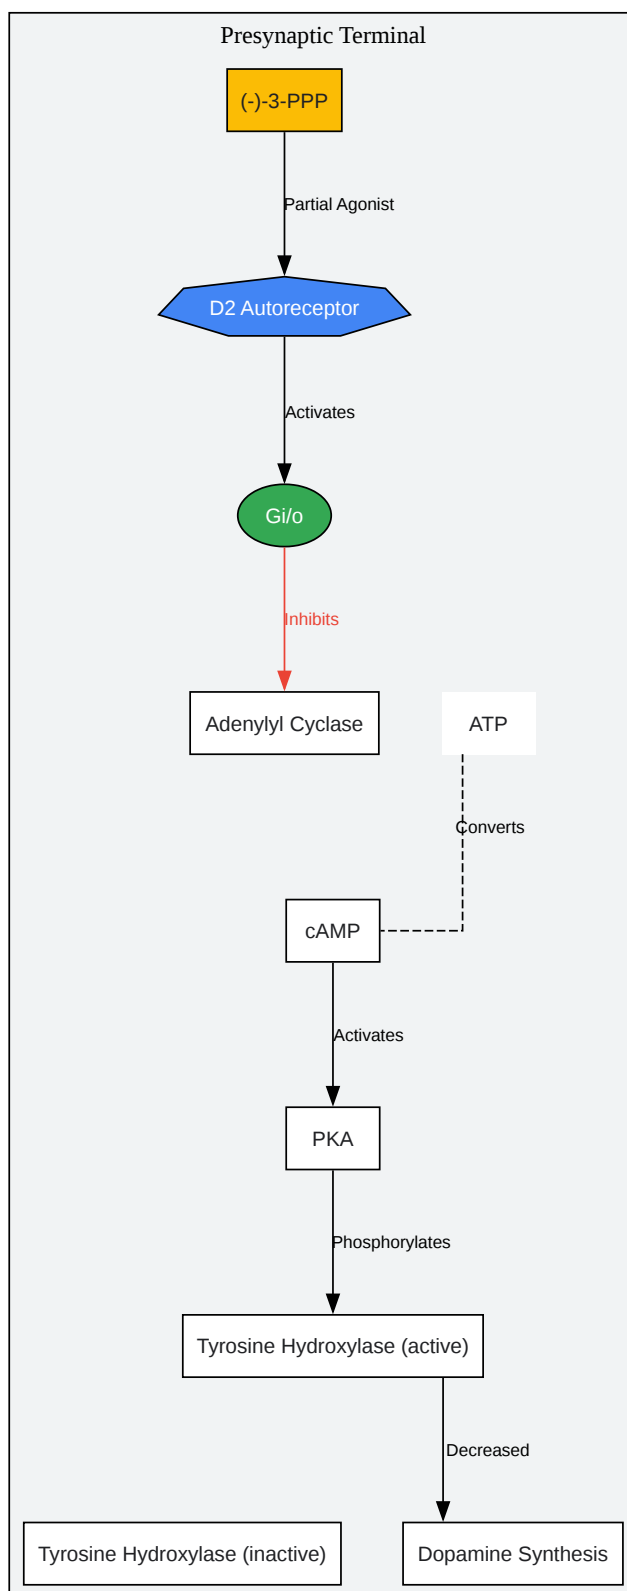 Presynaptic Terminal
(-)-3-PPP
Partial Agonist
D2 Autoreceptor
Activates
Gi/o
Inhibits
Adenylyl Cyclase
ATP
Converts
cAMP
Activates
PKA
Phosphorylates
Tyrosine Hydroxylase (active)
Decreased
Tyrosine Hydroxylase (inactive)
Dopamine Synthesis